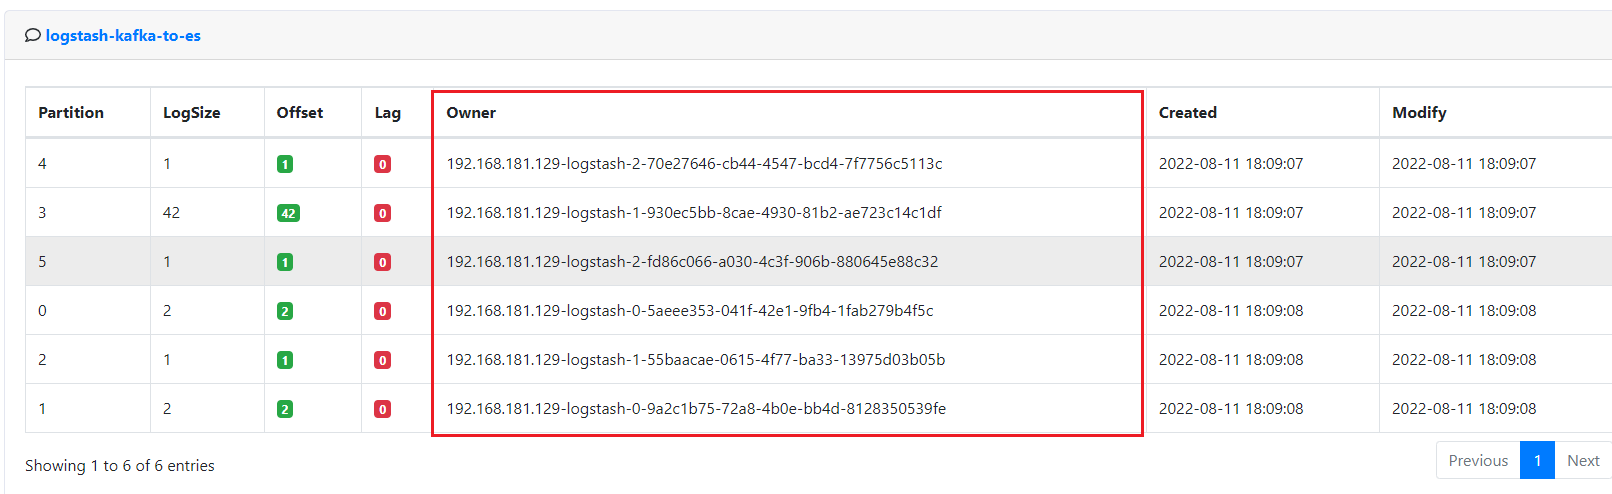 logstash-kafka-to-es
Partition LogSize Offset Lag Owner Created Modify
4 1 1 0 192.168.181.129-logstash-2-70e27646-cb44-4547-bcd4-7f7756c5113c 2022-08-11 18:09:07 2022-08-11 18:09:07
3 42 42 0 192.168.181.129-logstash-1-930ec5bb-8cae-4930-81b2-ae723c14c1df 2022-08-11 18:09:07 2022-08-11 18:09:07
5 1 1 0 192.168.181.129-logstash-2-fd86c066-a030-4c3f-906b-880645e88c32 2022-08-11 18:09:07 2022-08-11 18:09:07
0 2 2 0 192.168.181.129-logstash-0-5aeee353-041f-42e1-9fb4-1fab279b4f5c 2022-08-11 18:09:08 2022-08-11 18:09:08
2 1 1 0 192.168.181.129-logstash-1-55baacae-0615-4f77-ba33-13975d03b05b 2022-08-11 18:09:08 2022-08-11 18:09:08
1 2 2 0 192.168.181.129-logstash-0-9a2c1b75-72a8-4b0e-bb4d-8128350539fe 2022-08-11 18:09:08 2022-08-11 18:09:08
Showing 1 to 6 of 6 entries
Previous 1 Next